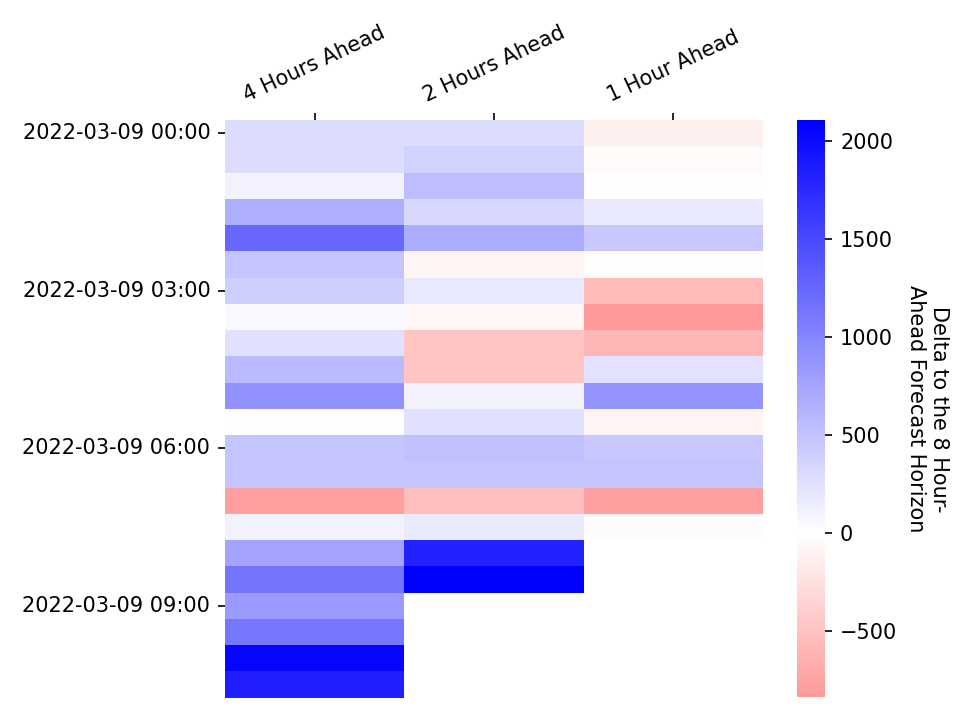 4 Hours Ahead
2 Hours Ahead
1 Hour Ahead
2022-03-09 00:00
2022-03-09 03:00
2022-03-09 06:00
2022-03-09 09:00
2000
1500
1000
500
0
−500
Delta to the 8 Hour-
Ahead Forecast Horizon